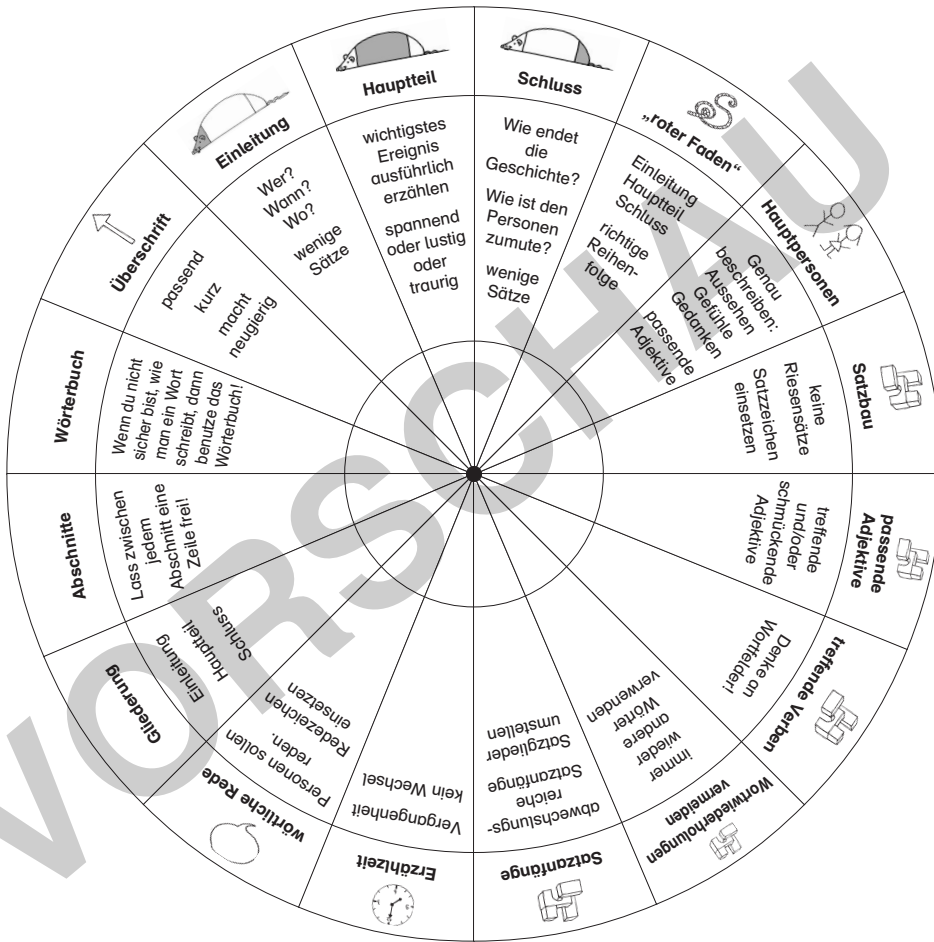 Hauptteil
wichtigstes
Ereignis
ausführlich
erzählen
spannend
oder lustig
oder
traurig
Schluss
Wie endet
die
Geschichte?
Wie ist den
Personen
zumute?
wenige
Sätze
„roter Faden“
Einleitung
Hauptteil
Schluss
richtige
Reihen-
folge
Hauptpersonen
Genau
beschreiben:
Aussehen
Gefühle
Gedanken
passende
Adjektive
Satzbau
keine
Riesensätze
Satzzeichen
einsetzen
passende
Adjektive
treffende
und/oder
schmückende
Adjektive
treffende Verben
Denke an
Wortfelder!
Wortwiederholungen
vermeiden
immer
wieder
andere
Wörter
verwenden
Satzanfänge
abwechslungs-
reiche
Satzanfänge
Satzglieder
umstellen
Erzählzeit
Vergangenheit
kein Wechsel
wörtliche Rede
Personen sollen
reden.
Redezeichen
einsetzen
Gliederung
Einleitung
Hauptteil
Schluss
Abschnitte
Lass zwischen
jedem
Abschnitt eine
Zeile frei!
Wörterbuch
Wenn du nicht
sicher bist, wie
man ein Wort
schreibt, dann
benutze das
Wörterbuch!
Überschrift
passend
kurz
macht
neugierig
Einleitung
Wer?
Wann?
Wo?
wenige
Sätze
VORSCHAU